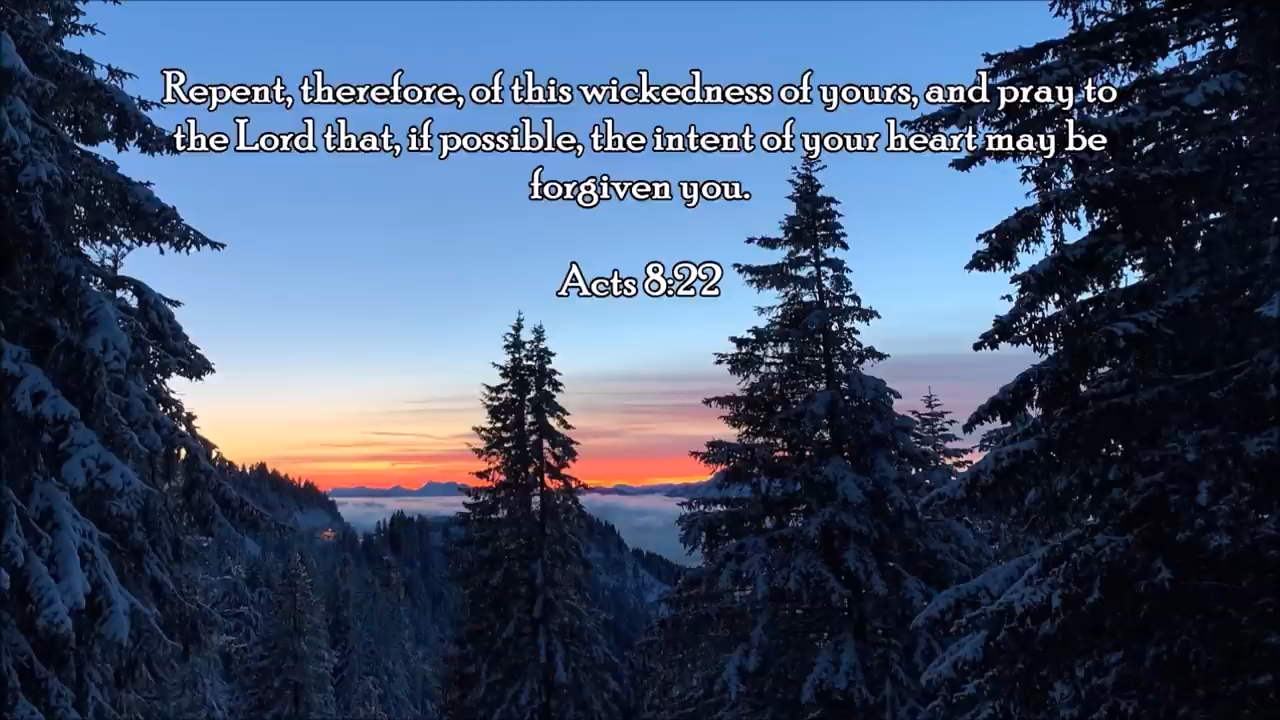 Repent, therefore, of this wickedness of yours, and pray to
the Lord that, if possible, the intent of your heart may be
forgiven you.
Acts 8:22